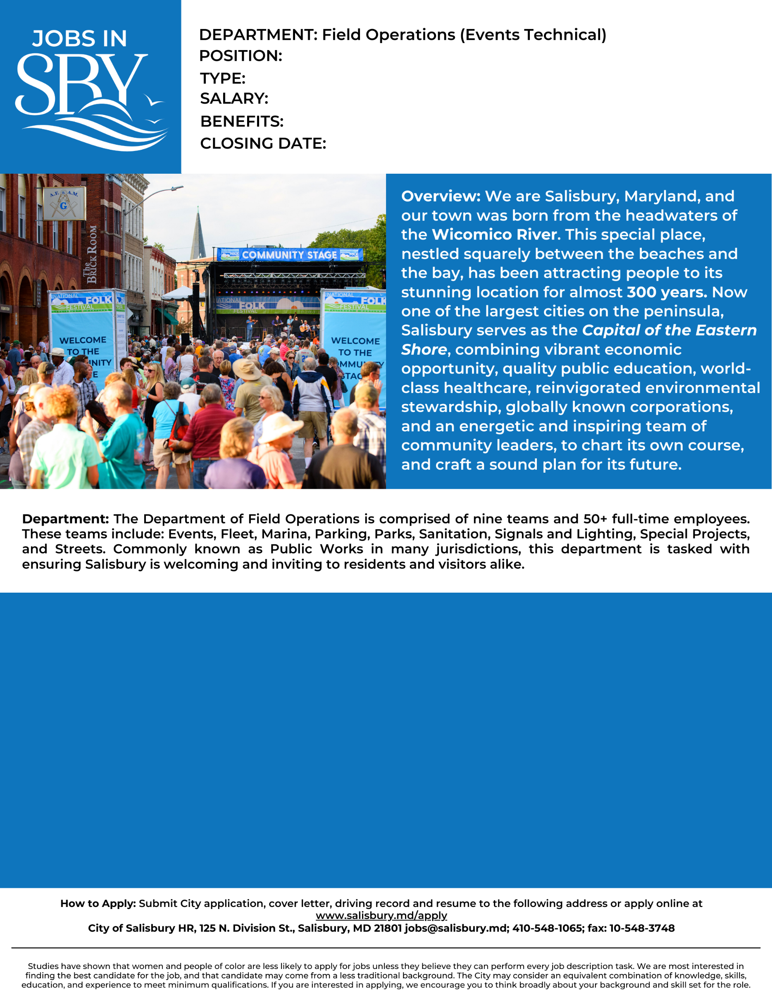 JOBS IN
SBY
DEPARTMENT: Field Operations (Events Technical)
POSITION:
TYPE:
SALARY:
BENEFITS:
CLOSING DATE:
A.F. & A.M.
G
The
BRICK ROOM
FOLK COMMUNITY STAGE FOLK
NATIONAL
FOLK
FESTIVAL
NATIONAL
FOLK
FESTIVAL
NATIONAL
FOLK
FESTIVAL
WELCOME
TO THE
NITY
E
WELCOME
TO THE
MMU Y
STAG
Overview: We are Salisbury, Maryland, and
our town was born from the headwaters of
the Wicomico River. This special place,
nestled squarely between the beaches and
the bay, has been attracting people to its
stunning location for almost 300 years. Now
one of the largest cities on the peninsula,
Salisbury serves as the Capital of the Eastern
Shore, combining vibrant economic
opportunity, quality public education, world-
class healthcare, reinvigorated environmental
stewardship, globally known corporations,
and an energetic and inspiring team of
community leaders, to chart its own course,
and craft a sound plan for its future.
Department: The Department of Field Operations is comprised of nine teams and 50+ full-time employees.
These teams include: Events, Fleet, Marina, Parking, Parks, Sanitation, Signals and Lighting, Special Projects,
and Streets. Commonly known as Public Works in many jurisdictions, this department is tasked with
ensuring Salisbury is welcoming and inviting to residents and visitors alike.
How to Apply: Submit City application, cover letter, driving record and resume to the following address or apply online at
www.salisbury.md/apply
City of Salisbury HR, 125 N. Division St., Salisbury, MD 21801 jobs@salisbury.md; 410-548-1065; fax: 10-548-3748
Studies have shown that women and people of color are less likely to apply for jobs unless they believe they can perform every job description task. We are most interested in
finding the best candidate for the job, and that candidate may come from a less traditional background. The City may consider an equivalent combination of knowledge, skills,
education, and experience to meet minimum qualifications. If you are interested in applying, we encourage you to think broadly about your background and skill set for the role.